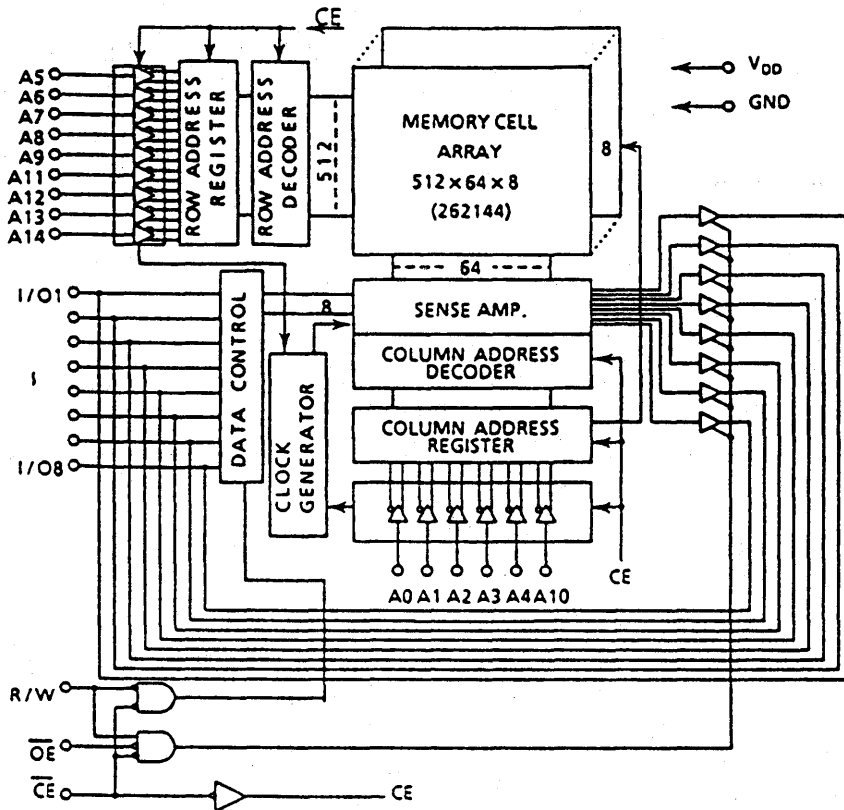 CE
A5
A6
A7
A8
A9
A11
A12
A13
A14
ROW ADDRESS
REGISTER
ROW ADDRESS
DECODER
512
MEMORY CELL
ARRAY
512×64×8
(262144)
8
VDD
GND
64
I/O1
I/O8
DATA CONTROL
8
SENSE AMP.
COLUMN ADDRESS
DECODER
COLUMN ADDRESS
REGISTER
CLOCK
GENERATOR
A0 A1 A2 A3 A4 A10
CE
R/W
OE
CE
CE